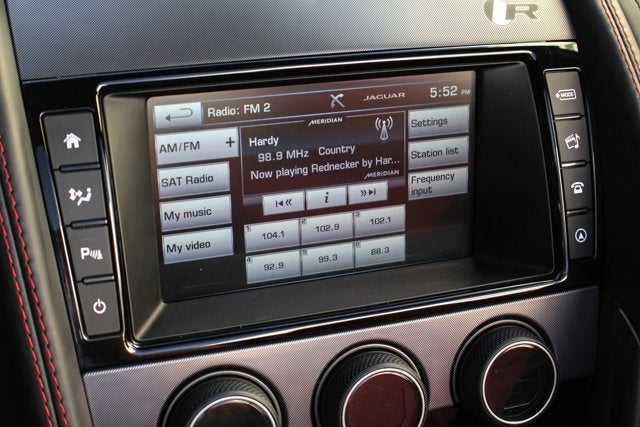 R
Radio: FM 2
JAGUAR
5:52 PM
MERIDIAN
AM/FM +
Hardy
Settings
98.9 MHz Country
Now playing Rednecker by Har...
Station list
SAT Radio
MERIDIAN
Frequency
input
My music
i
My video
1 104.1
2 102.9
3 102.1
4 92.9
5 99.3
6 88.3
MODE
P